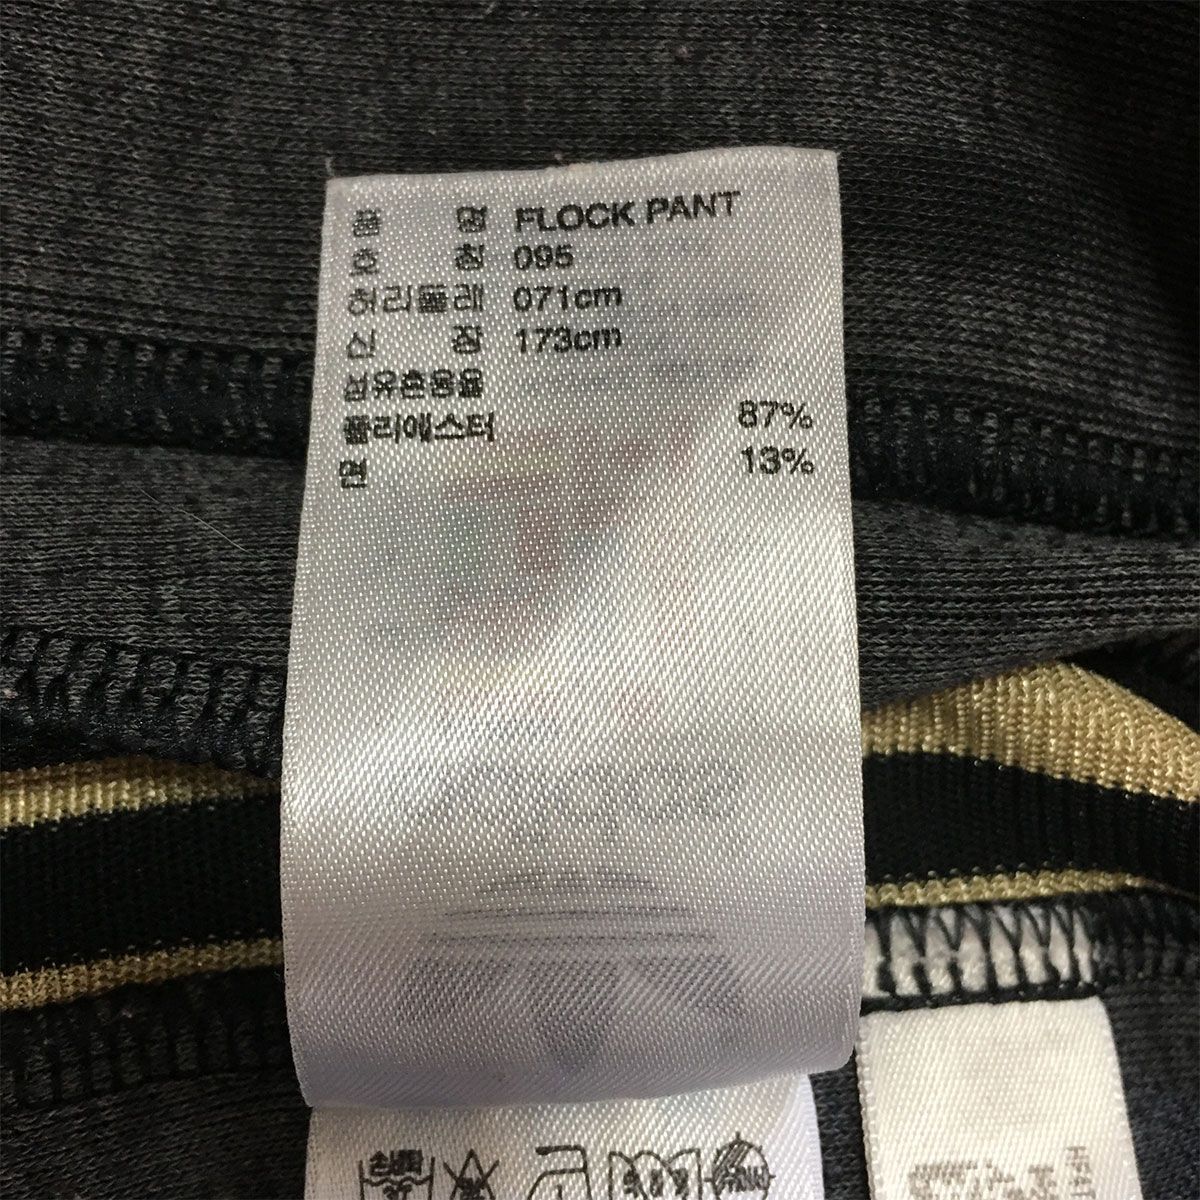 품 명 FLOCK PANT
호 칭 095
허리둘레 071cm
신 장 173cm
섬유혼용율
폴리에스터 87%
면 13%